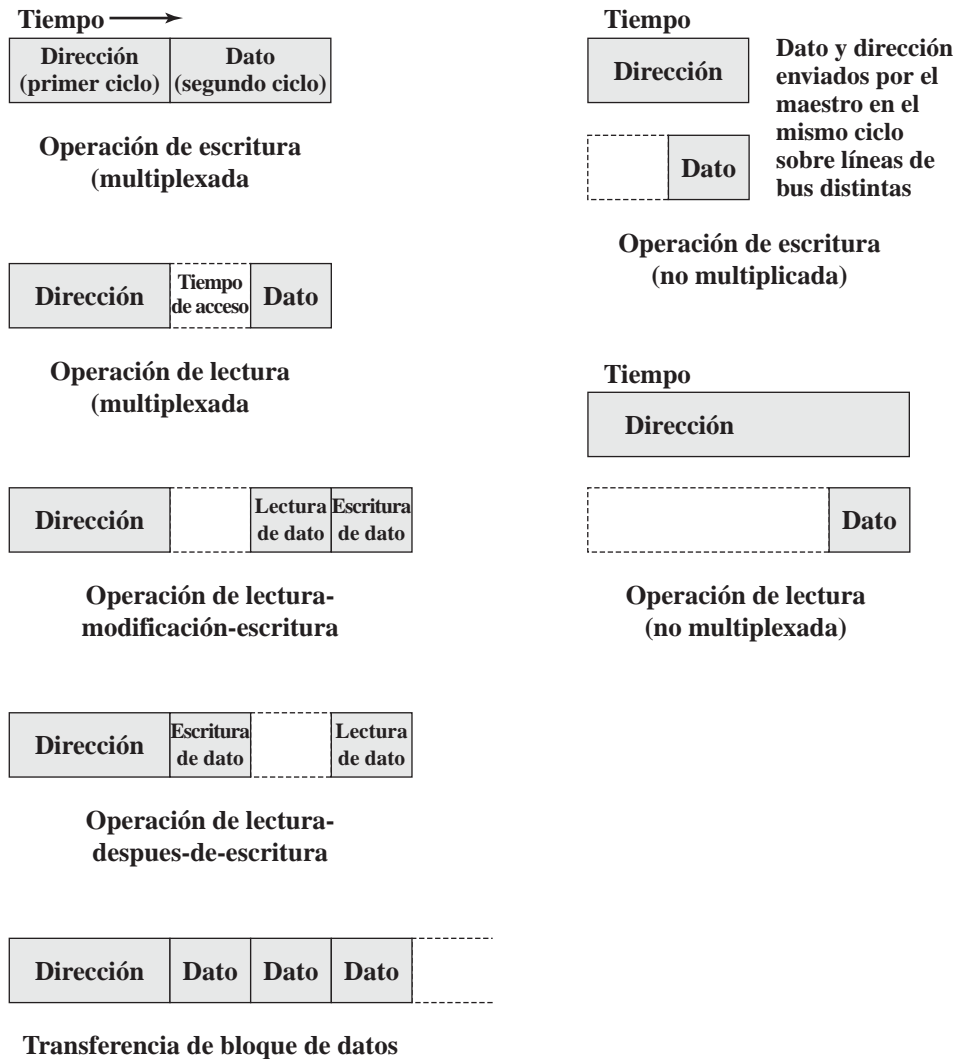 Tiempo
Dirección
(primer ciclo)
Dato
(segundo ciclo)
Operación de escritura
(multiplexada
Dirección
Tiempo
de acceso
Dato
Operación de lectura
(multiplexada
Dirección
Lectura
de dato
Escritura
de dato
Operación de lectura-
modificación-escritura
Dirección
Escritura
de dato
Lectura
de dato
Operación de lectura-
despues-de-escritura
Dirección
Dato
Dato
Dato
Transferencia de bloque de datos
Tiempo
Dirección
Dato
Dato y dirección
enviados por el
maestro en el
mismo ciclo
sobre líneas de
bus distintas
Operación de escritura
(no multiplicada)
Tiempo
Dirección
Dato
Operación de lectura
(no multiplexada)